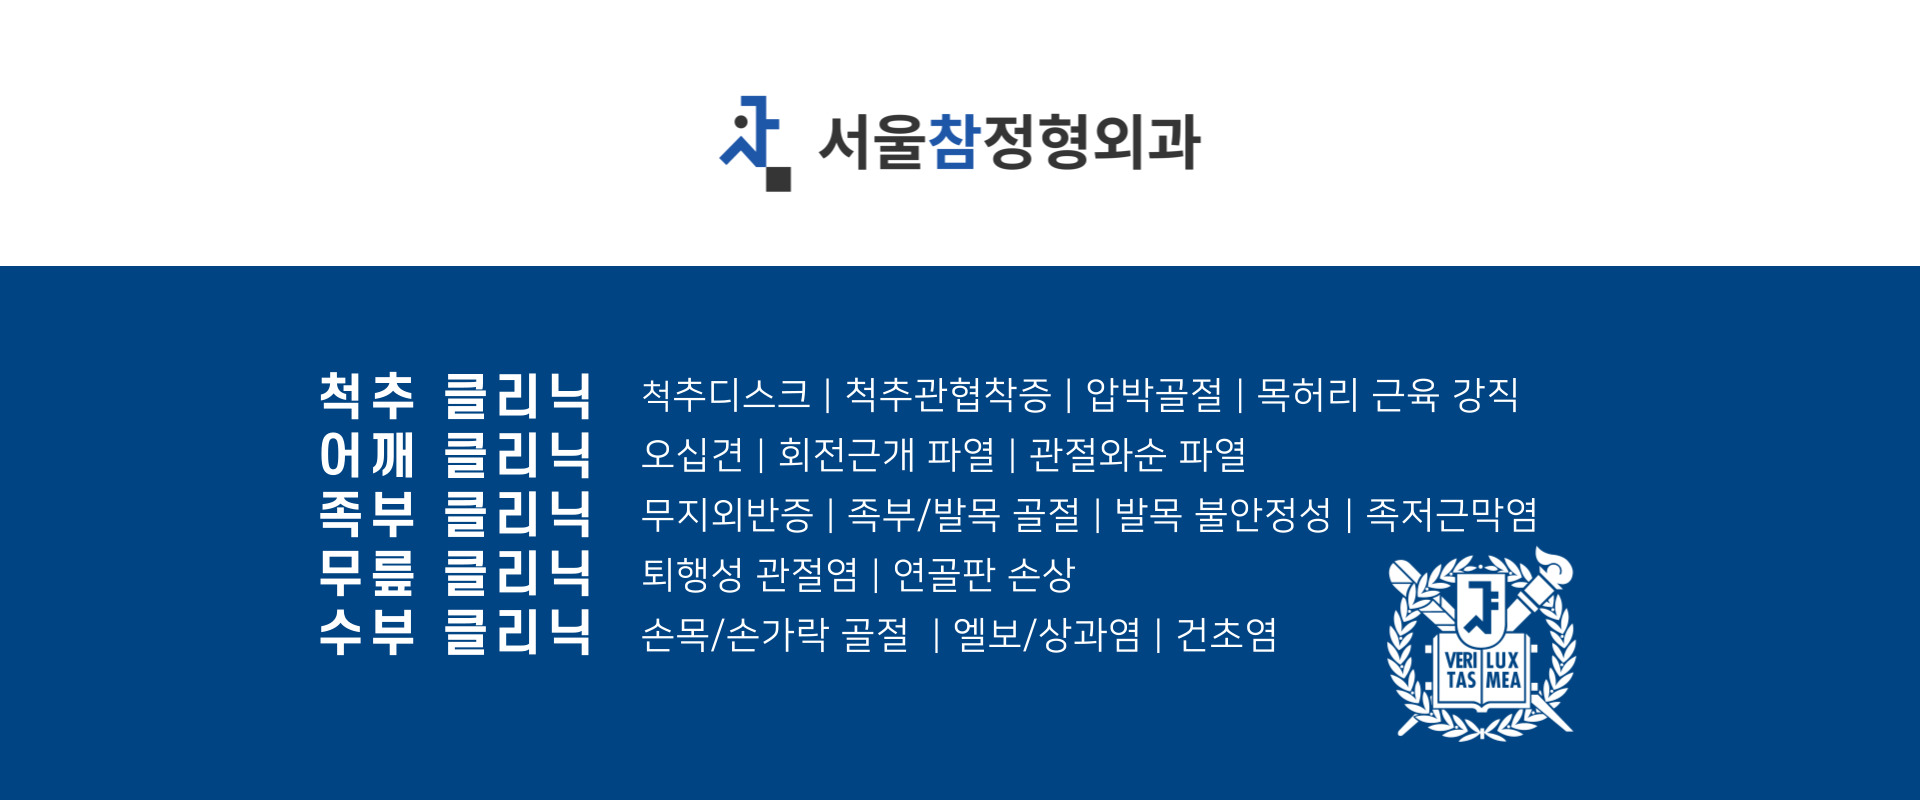 서울참정형외과
척추 클리닉 척추디스크 | 척추관협착증 | 압박골절 | 목허리 근육 강직
어깨 클리닉 오십견 | 회전근개 파열 | 관절와순 파열
족부 클리닉 무지외반증 | 족부/발목 골절 | 발목 불안정성 | 족저근막염
무릎 클리닉 퇴행성 관절염 | 연골판 손상
수부 클리닉 손목/손가락 골절 | 엘보/상과염 | 건초염
VERI LUX
TAS MEA